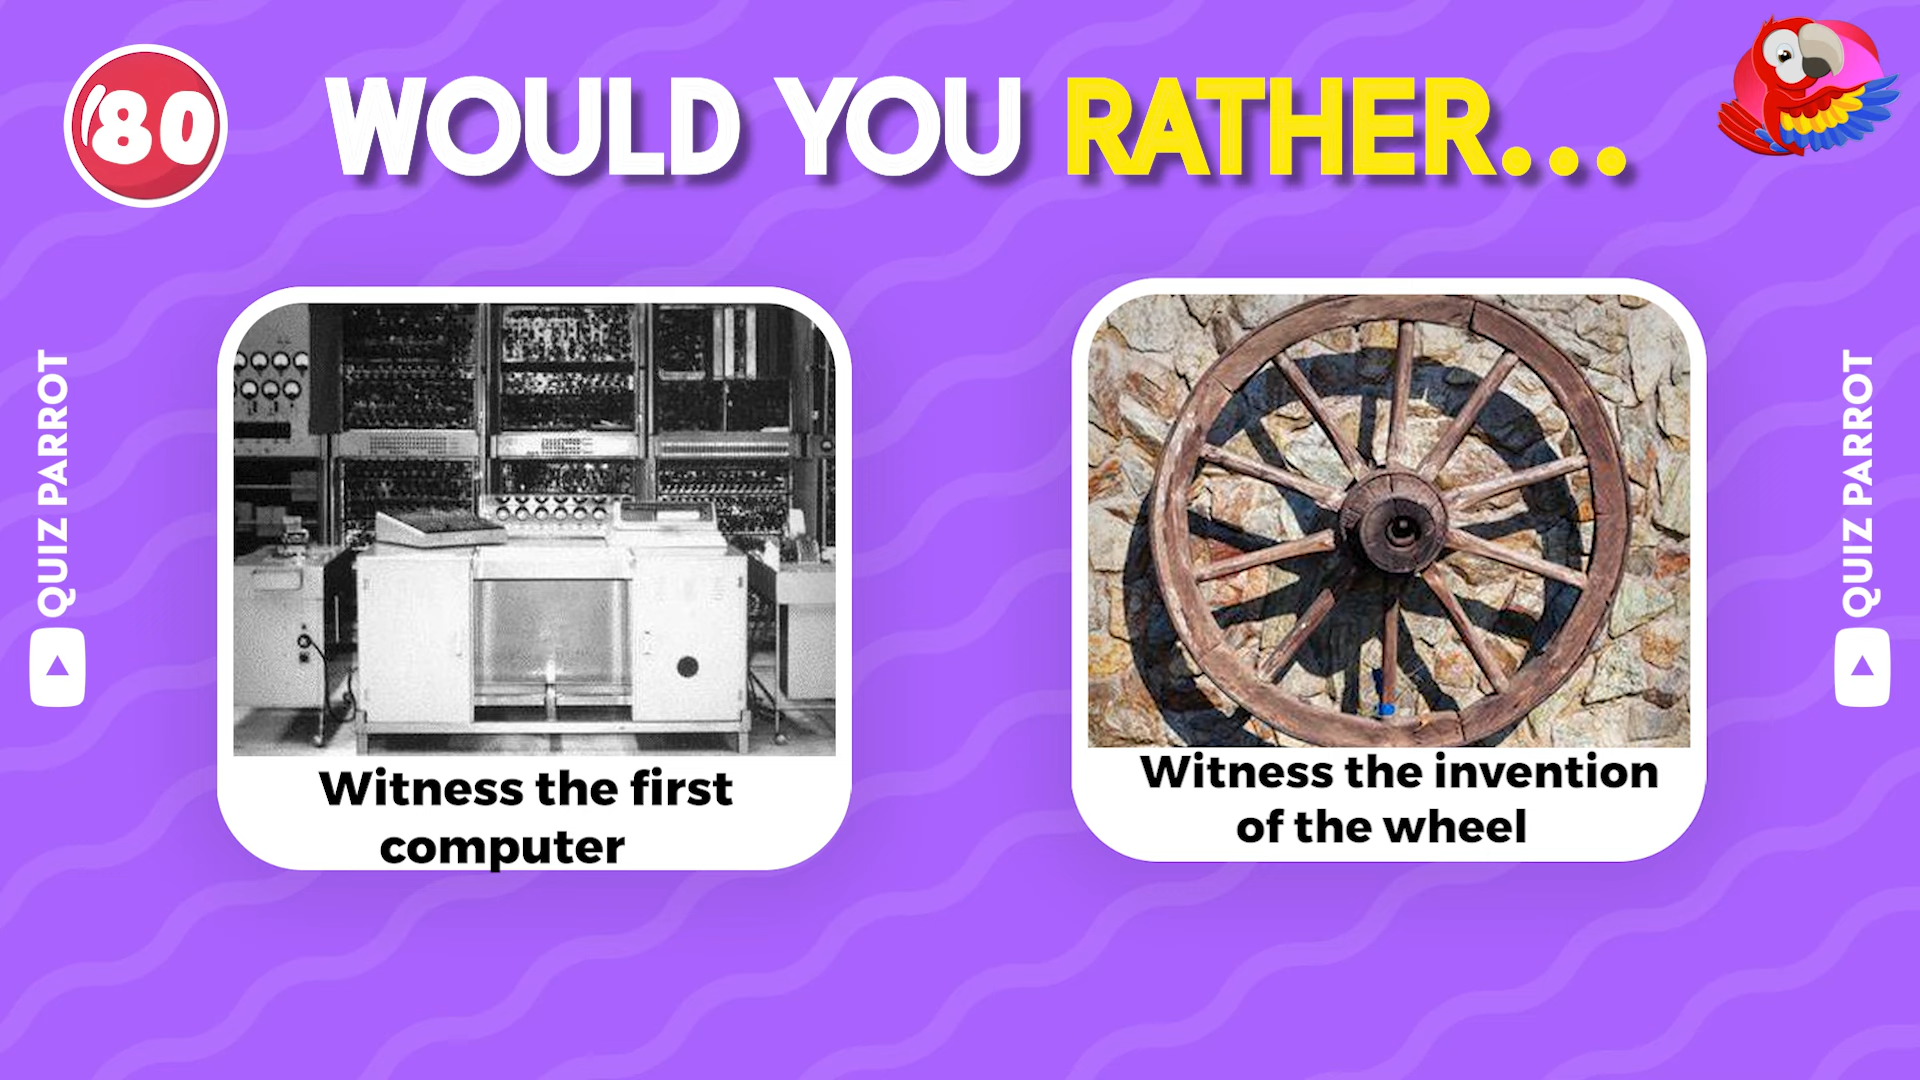 '80
WOULD YOU RATHER...
QUIZ PARROT
Witness the first
computer
Witness the invention
of the wheel
QUIZ PARROT